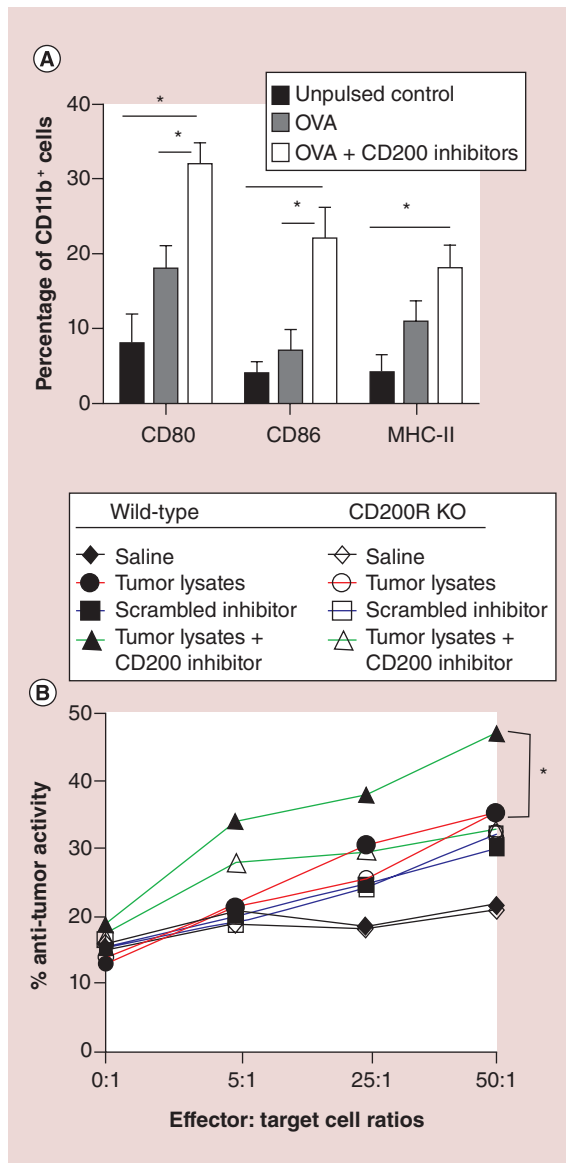 A
Unpulsed control
OVA
OVA + CD200 inhibitors
Percentage of CD11b+ cells
40
30
20
10
0
*
*
*
*
CD80
CD86
MHC-II
Wild-type
CD200R KO
Saline
Tumor lysates
Scrambled inhibitor
Tumor lysates +
CD200 inhibitor
Saline
Tumor lysates
Scrambled inhibitor
Tumor lysates +
CD200 inhibitor
B
% anti-tumor activity
50
40
30
20
10
0
*
0:1
5:1
25:1
50:1
Effector: target cell ratios